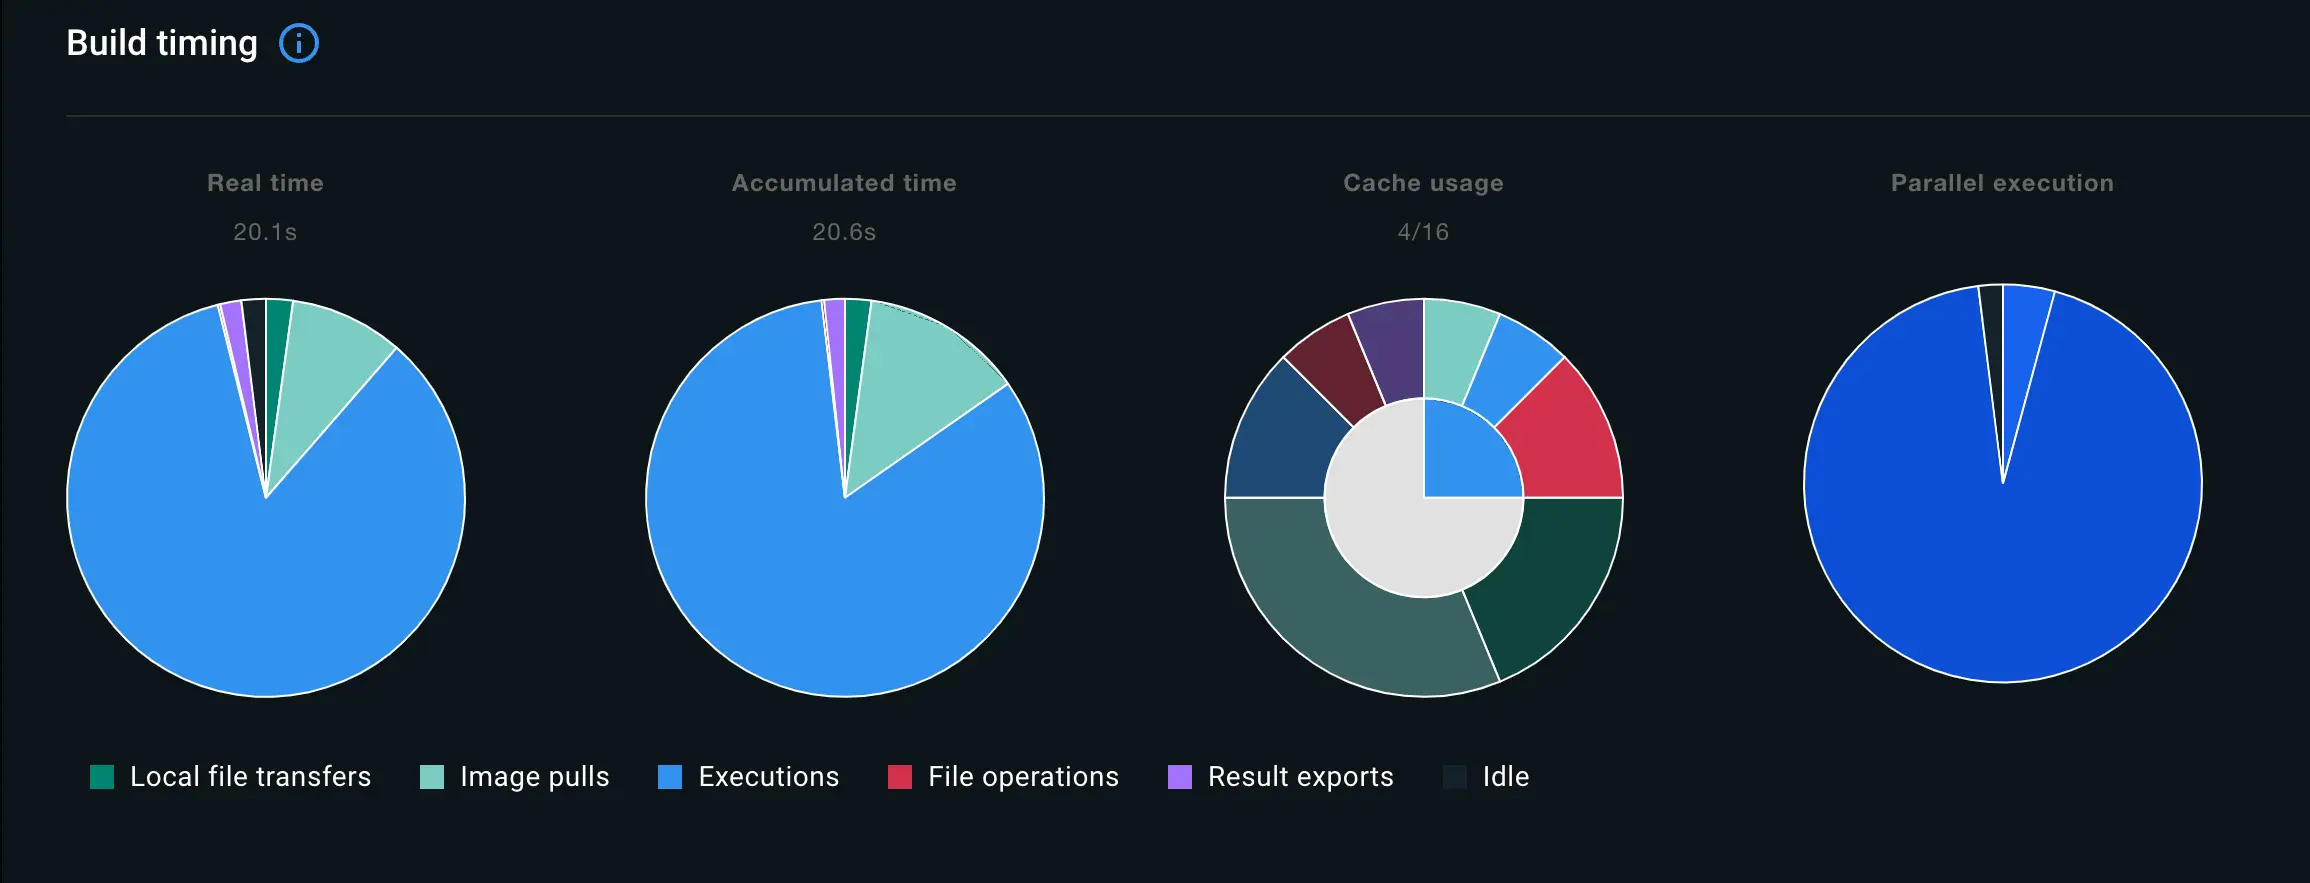 Build timing
Real time
20.1s
Accumulated time
20.6s
Cache usage
4/16
Parallel execution
Local file transfers
Image pulls
Executions
File operations
Result exports
Idle